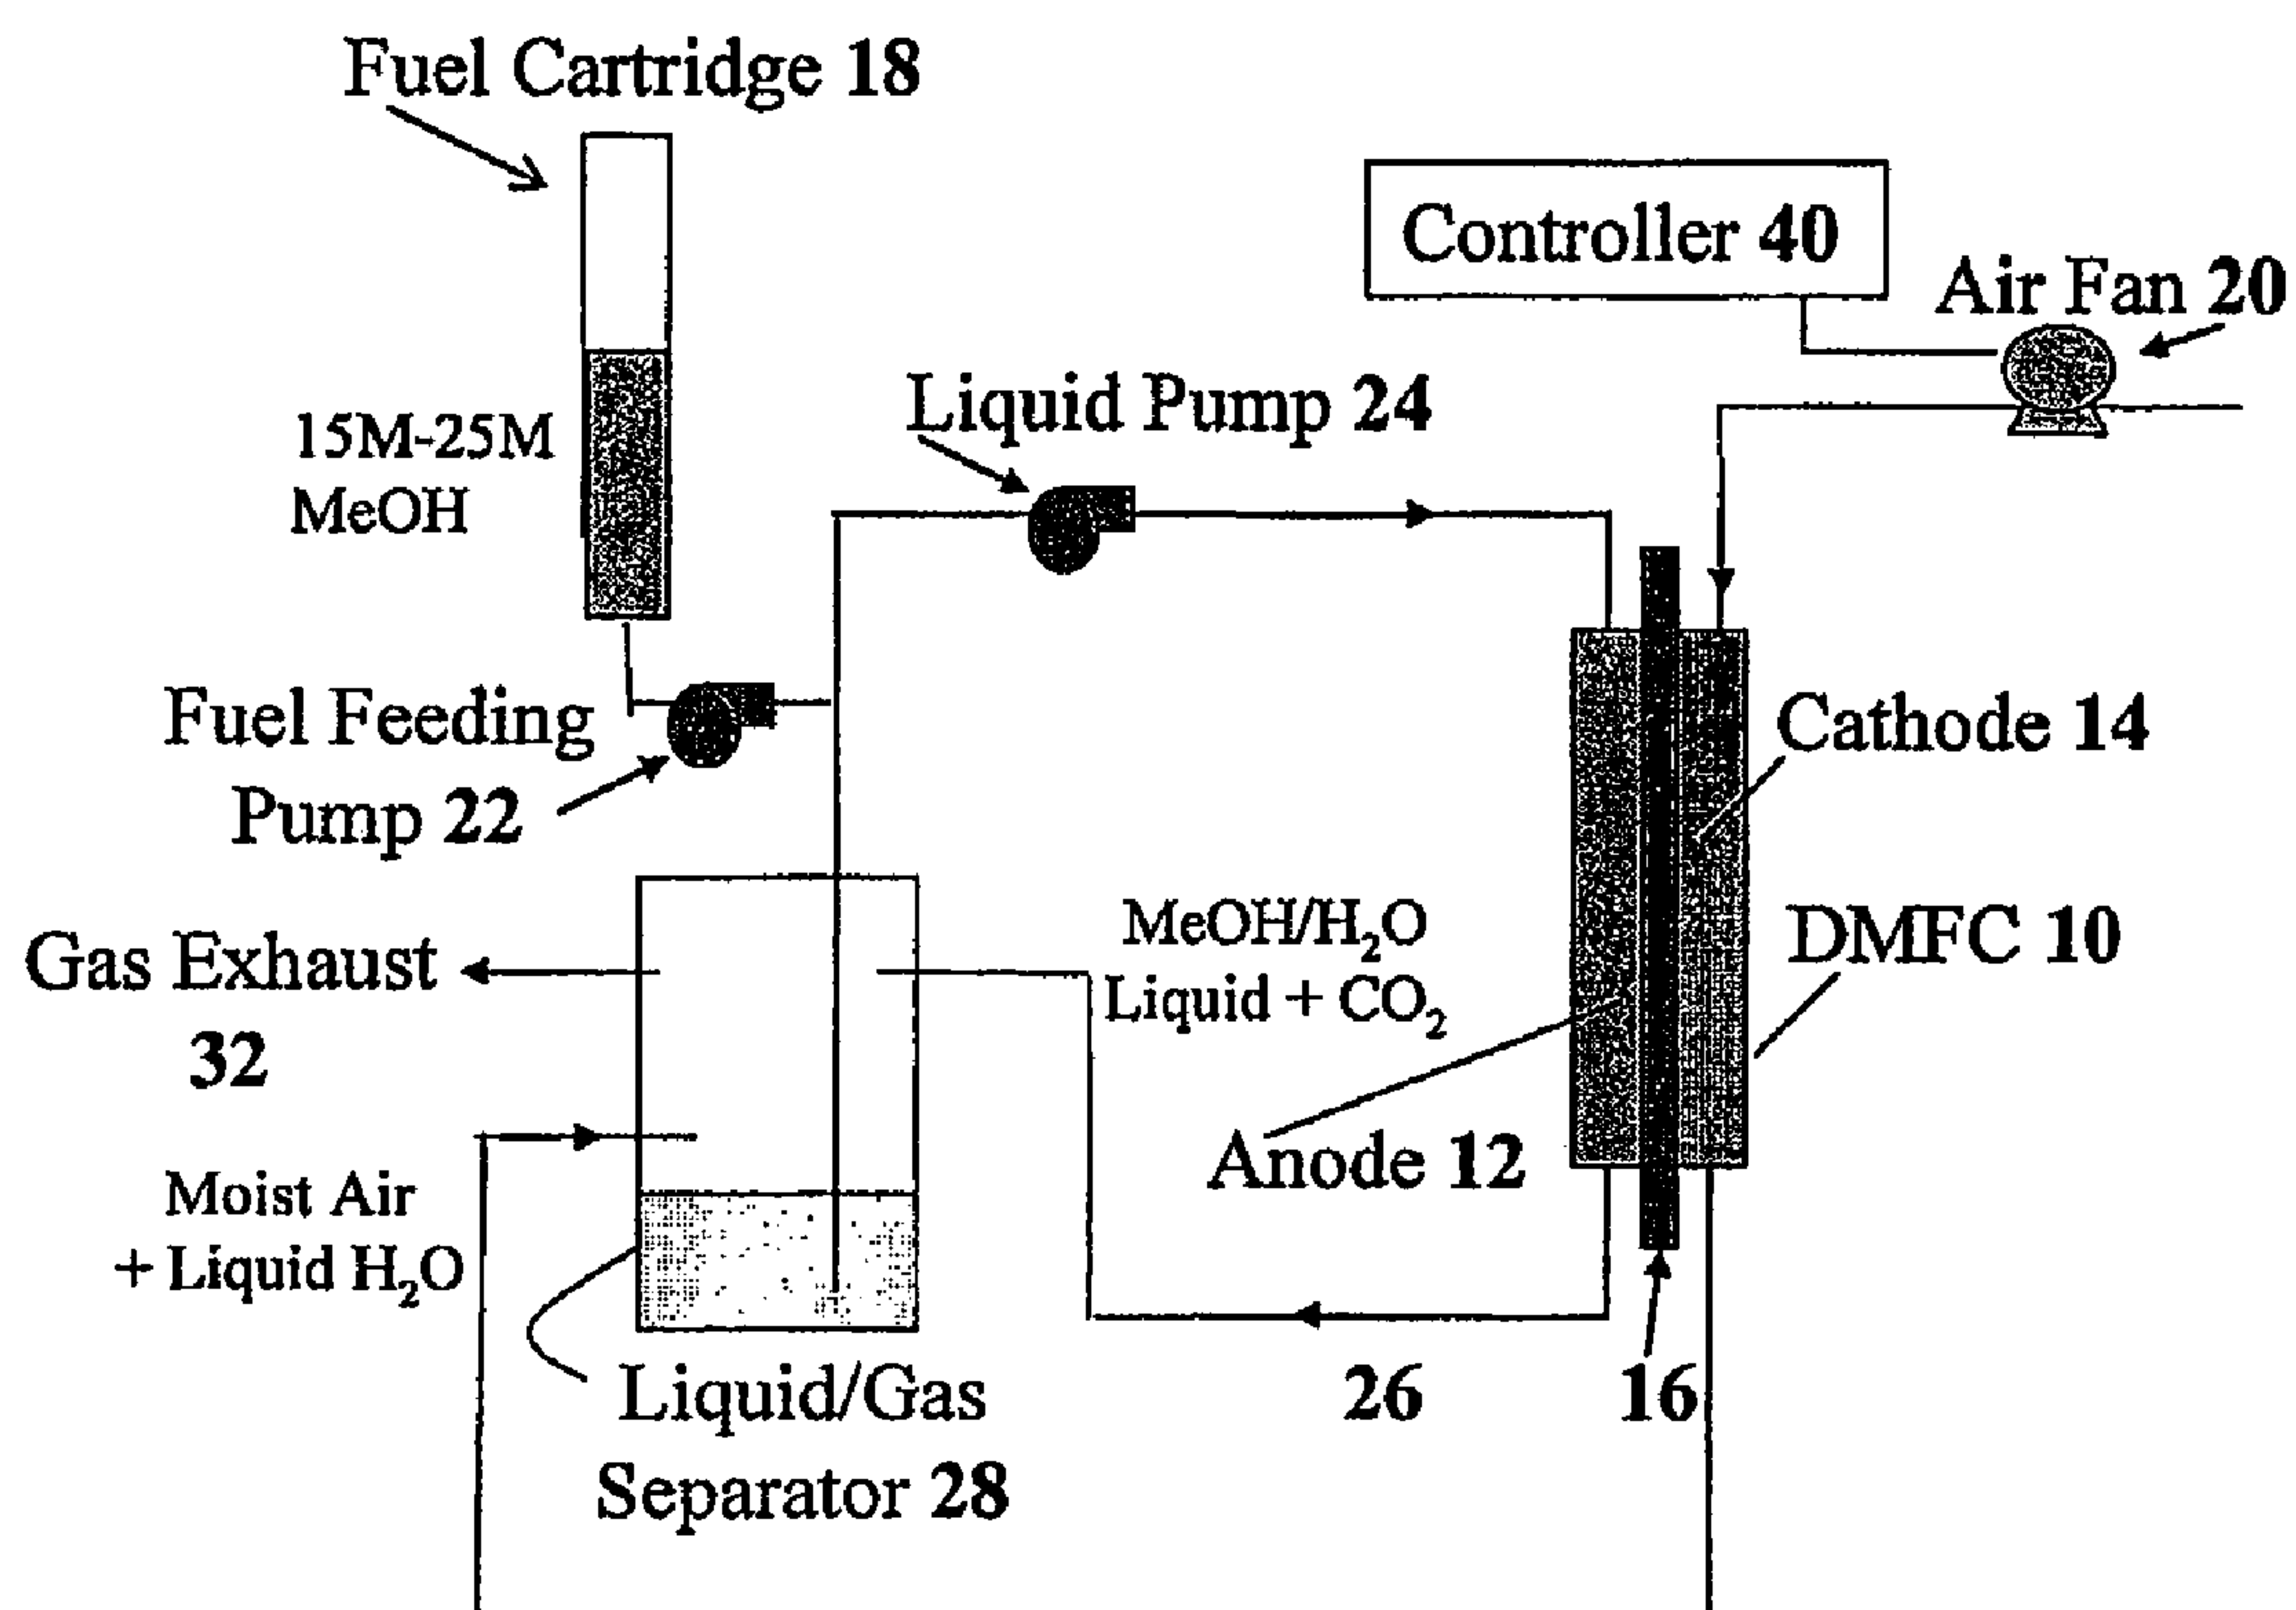 Fuel Cartridge 18
Controller 40
Air Fan 20
Liquid Pump 24
15M-25M
MeOH
Fuel Feeding
Pump 22
Cathode 14
MeOH/H₂O
Liquid + CO₂
DMFC 10
Gas Exhaust
32
Anode 12
Moist Air
+ Liquid H₂O
Liquid/Gas
Separator 28
26
16